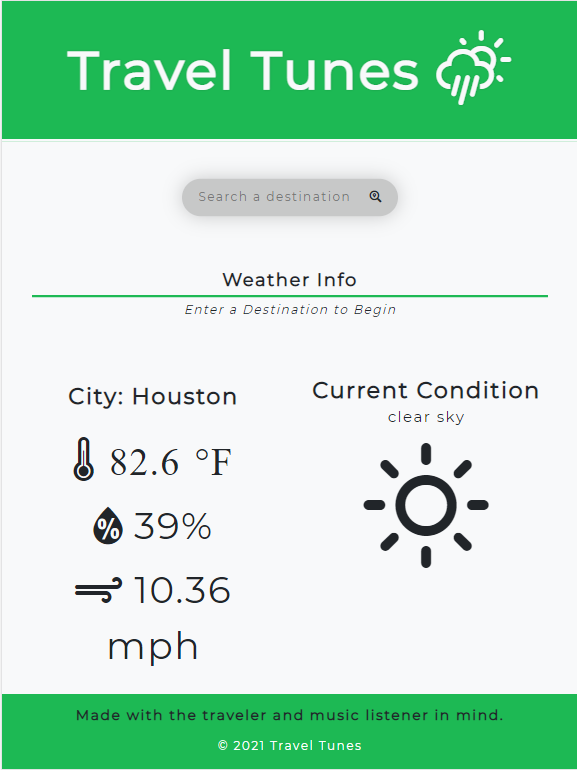 Travel Tunes
Search a destination
Weather Info
Enter a Destination to Begin
City: Houston
82.6 °F
39%
10.36
mph
Current Condition
clear sky
Made with the traveler and music listener in mind.
© 2021 Travel Tunes